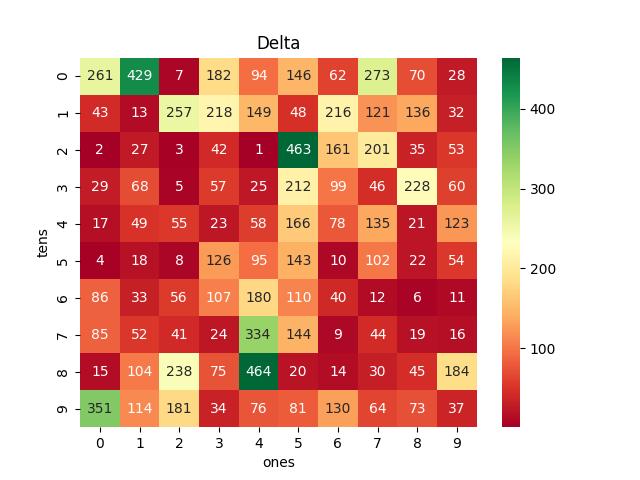 Delta
0 261 429 7 182 94 146 62 273 70 28
1 43 13 257 218 149 48 216 121 136 32
2 2 27 3 42 1 463 161 201 35 53
3 29 68 5 57 25 212 99 46 228 60
4 17 49 55 23 58 166 78 135 21 123
5 4 18 8 126 95 143 10 102 22 54
6 86 33 56 107 180 110 40 12 6 11
7 85 52 41 24 334 144 9 44 19 16
8 15 104 238 75 464 20 14 30 45 184
9 351 114 181 34 76 81 130 64 73 37
0 1 2 3 4 5 6 7 8 9
ones
tens
400
300
200
100